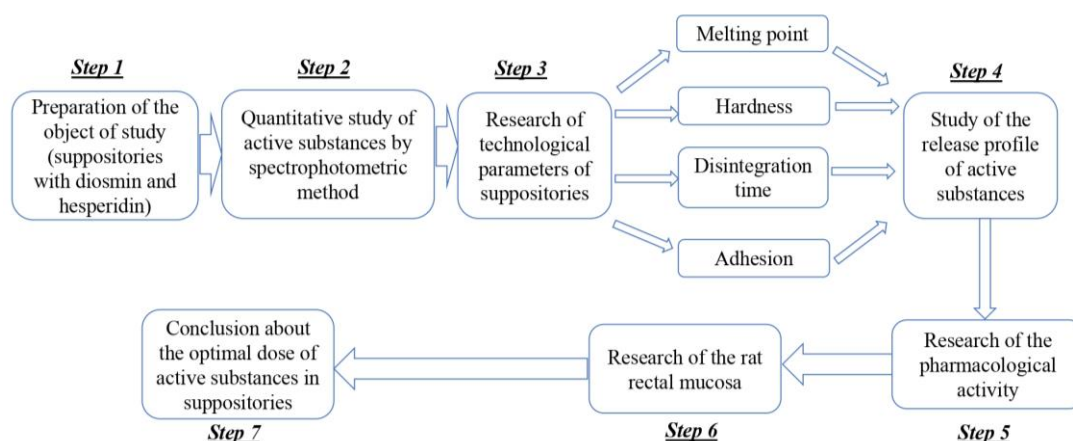 Step 1
Preparation of the
object of study
(suppositories
with diosmin and
hesperidin)
Step 2
Quantitative study of
active substances by
spectrophotometric
method
Step 3
Research of
technological
parameters of
suppositories
Melting point
Hardness
Disintegration
time
Adhesion
Step 4
Study of the
release profile
of active
substances
Research of the
pharmacological
activity
Step 5
Research of the rat
rectal mucosa
Step 6
Conclusion about
the optimal dose of
active substances in
suppositories
Step 7